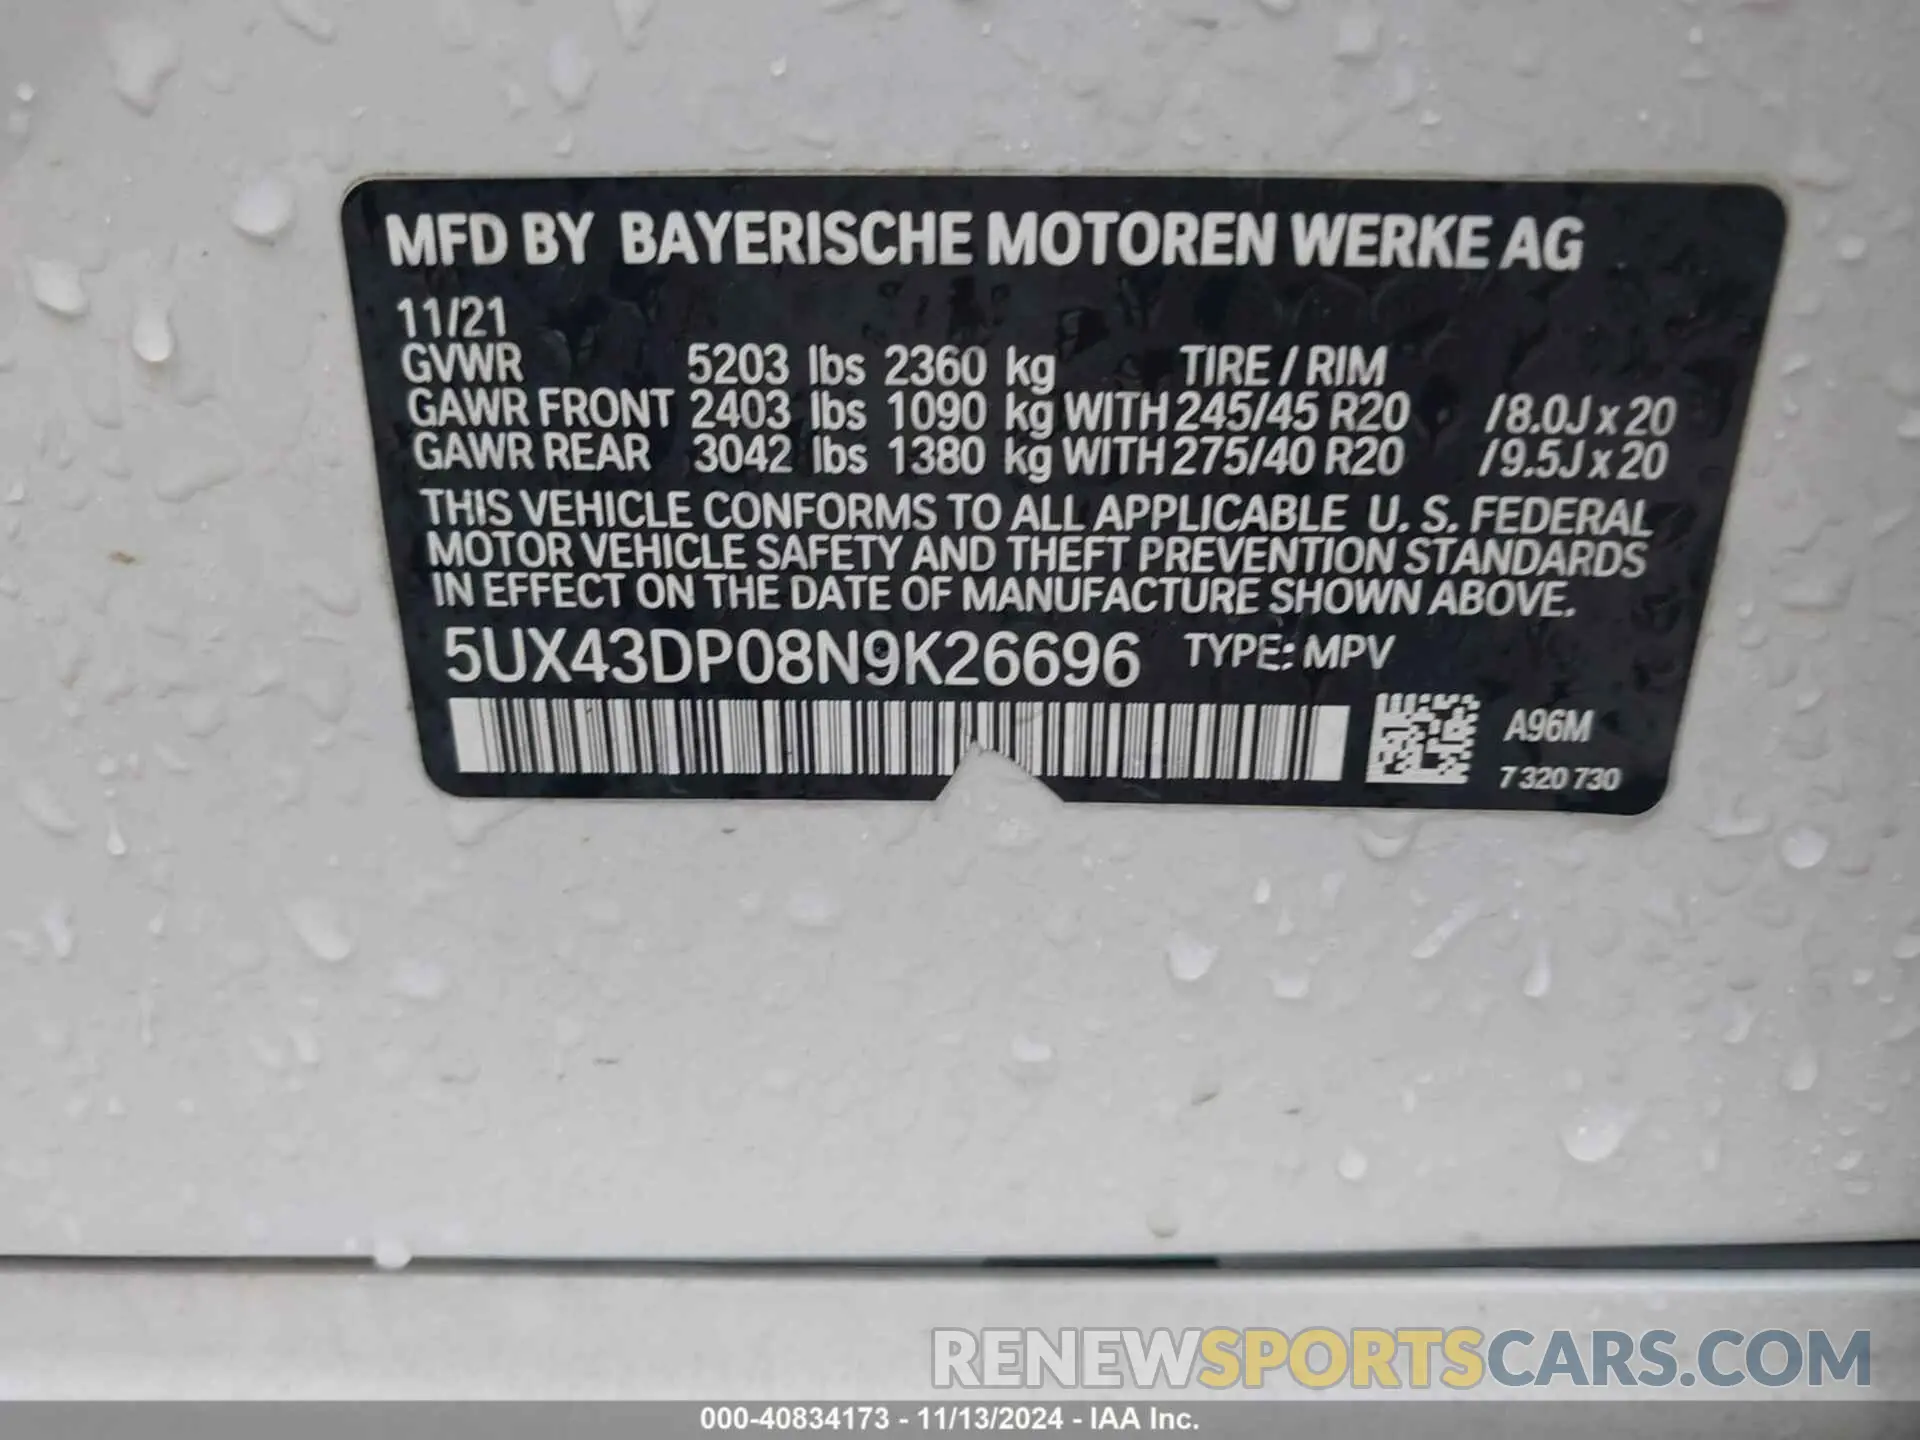 MFD BY BAYERISCHE MOTOREN WERKE AG
11/21
GVWR 5203 lbs 2360 kg TIRE / RIM
GAWR FRONT 2403 lbs 1090 kg WITH 245/45 R20 /8.0J x 20
GAWR REAR 3042 lbs 1380 kg WITH 275/40 R20 /9.5J x 20
THIS VEHICLE CONFORMS TO ALL APPLICABLE U. S. FEDERAL
MOTOR VEHICLE SAFETY AND THEFT PREVENTION STANDARDS
IN EFFECT ON THE DATE OF MANUFACTURE SHOWN ABOVE.
5UX43DP08N9K26696 TYPE: MPV
A96M
7 320 730
RENEWSPORTSCARS.COM
000-40834173 - 11/13/2024 - IAA Inc.